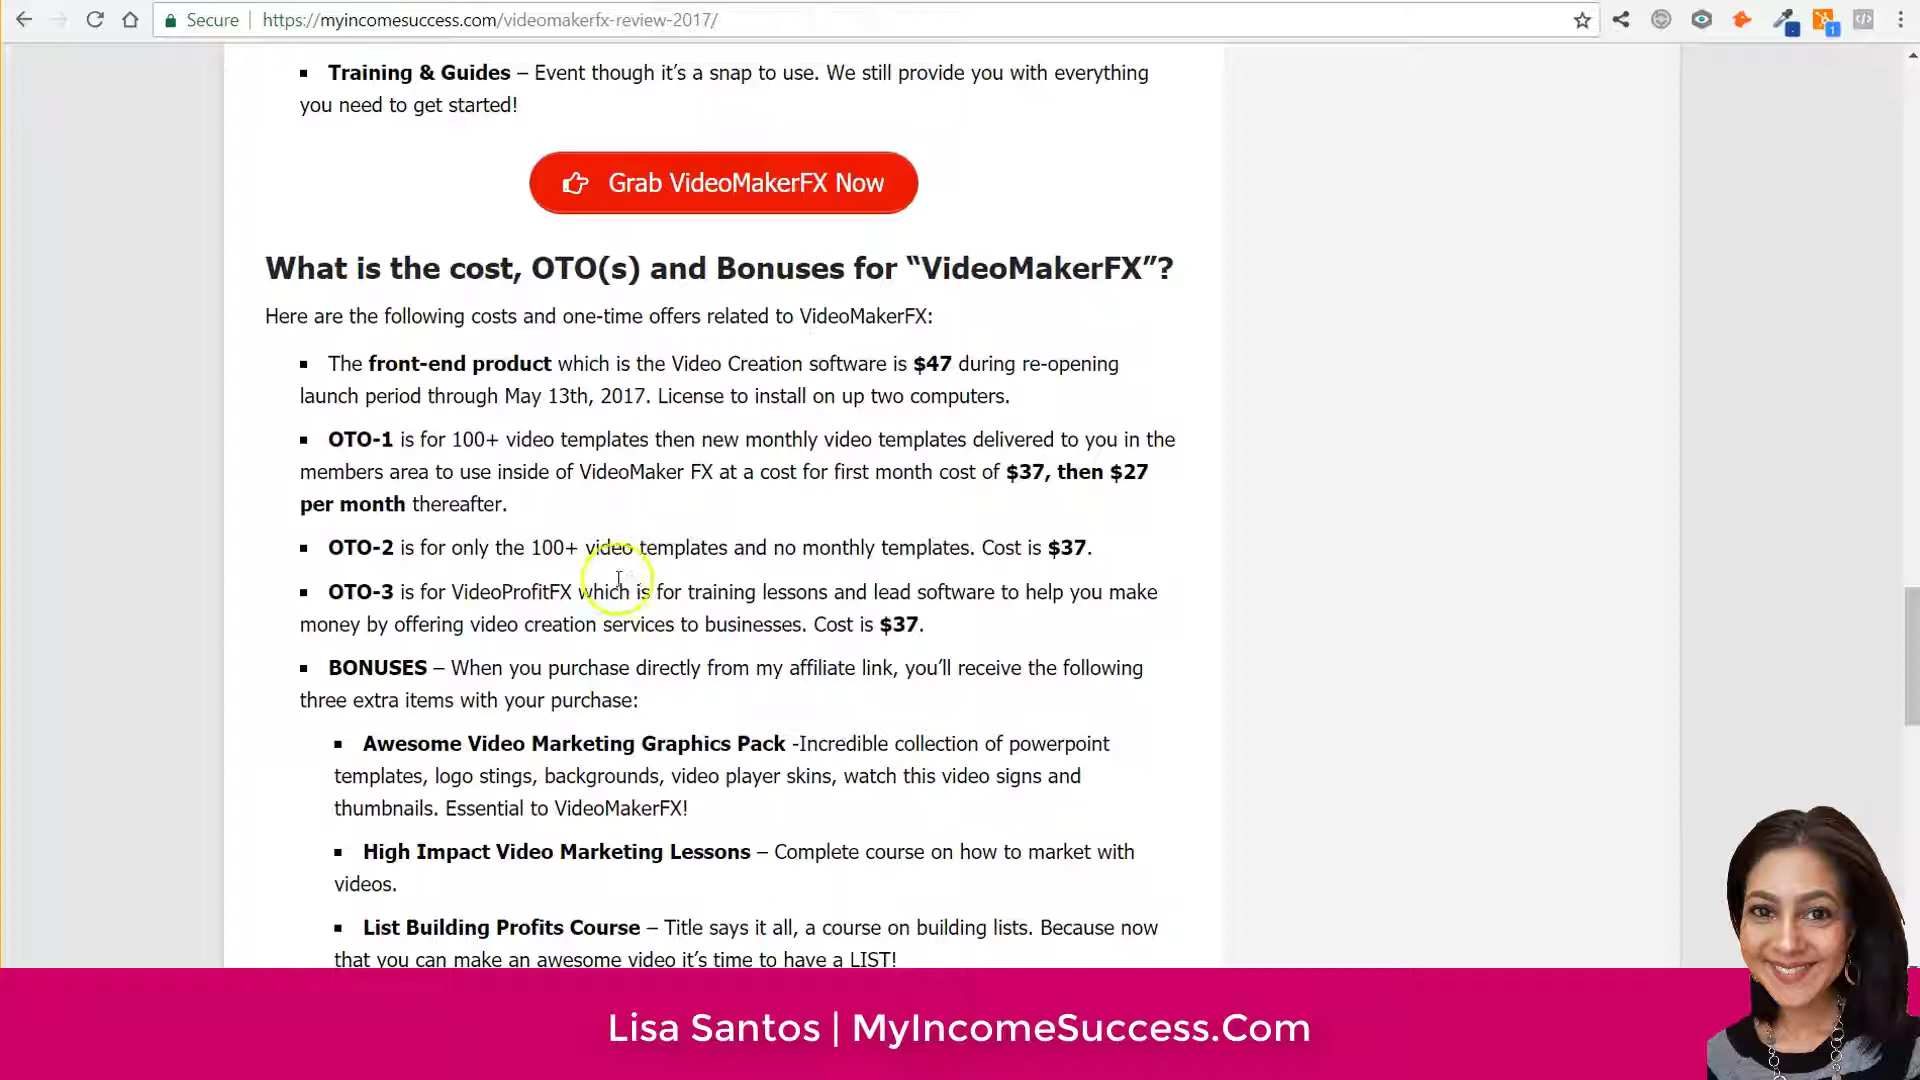 Secure
https://myincomesuccess.com/videomakerfx-review-2017/
1
▪ Training & Guides – Event though it’s a snap to use. We still provide you with everything
you need to get started!
Grab VideoMakerFX Now
What is the cost, OTO(s) and Bonuses for “VideoMakerFX”?
Here are the following costs and one-time offers related to VideoMakerFX:
▪ The front-end product which is the Video Creation software is $47 during re-opening
launch period through May 13th, 2017. License to install on up two computers.
▪ OTO-1 is for 100+ video templates then new monthly video templates delivered to you in the
members area to use inside of VideoMaker FX at a cost for first month cost of $37, then $27
per month thereafter.
▪ OTO-2 is for only the 100+ video templates and no monthly templates. Cost is $37.
▪ OTO-3 is for VideoProfitFX which is for training lessons and lead software to help you make
money by offering video creation services to businesses. Cost is $37.
▪ BONUSES – When you purchase directly from my affiliate link, you’ll receive the following
three extra items with your purchase:
▪ Awesome Video Marketing Graphics Pack -Incredible collection of powerpoint
templates, logo stings, backgrounds, video player skins, watch this video signs and
thumbnails. Essential to VideoMakerFX!
▪ High Impact Video Marketing Lessons – Complete course on how to market with
videos.
▪ List Building Profits Course – Title says it all, a course on building lists. Because now
that you can make an awesome video it’s time to have a LIST!
Lisa Santos | MyIncomeSuccess.Com